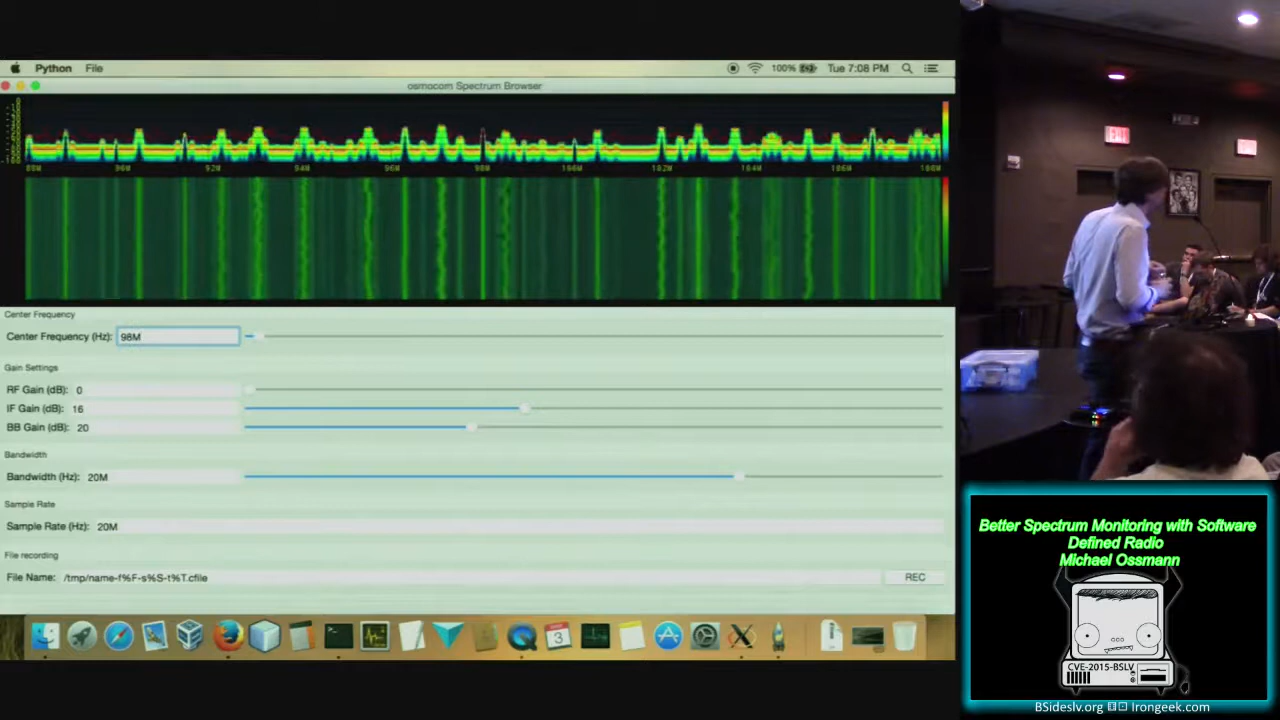 Python File
100% Tue 7:08 PM
osmocom Spectrum Browser
EXIT
Center Frequency
Center Frequency (Hz): 98M
Gain Settings
RF Gain (dB): 0
IF Gain (dB): 16
BB Gain (dB): 20
Bandwidth
Bandwidth (Hz): 20M
Sample Rate
Sample Rate (Hz): 20M
File recording
File Name: /tmp/name-f%F-s%S-t%T.cfile REC
3
Better Spectrum Monitoring with Software
Defined Radio
Michael Ossmann
CVE-2015-BSLV
BSideslv.org Irongeek.com